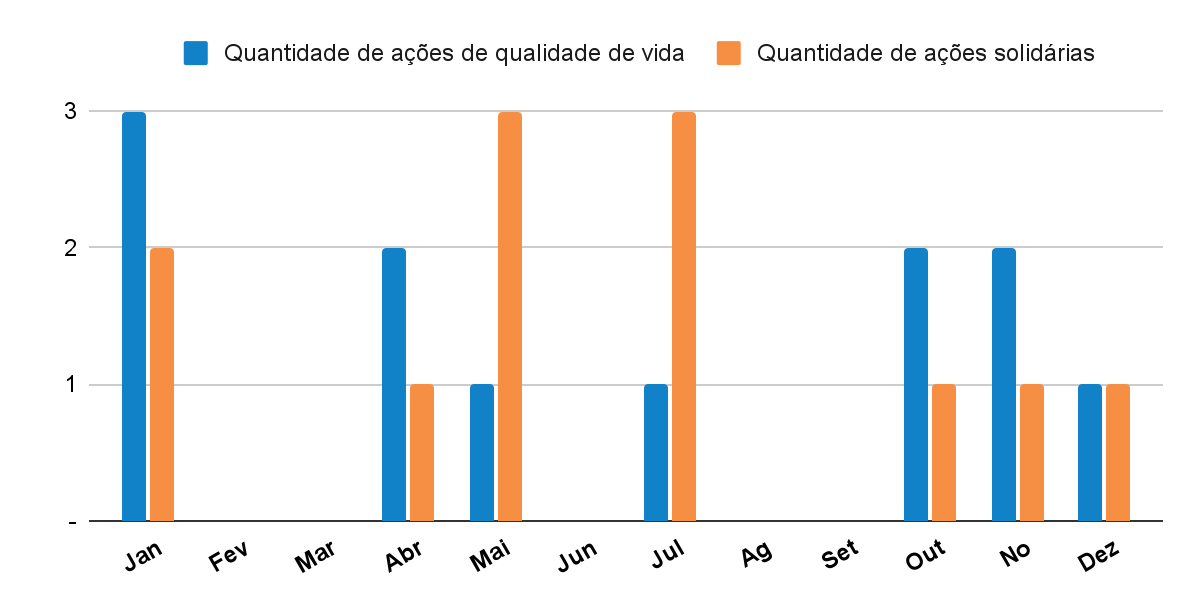 Quantidade de ações de qualidade de vida Quantidade de ações solidárias
3
2
1
-
Jan Fev Mar Abr Mai Jun Jul Ag Set Out No Dez